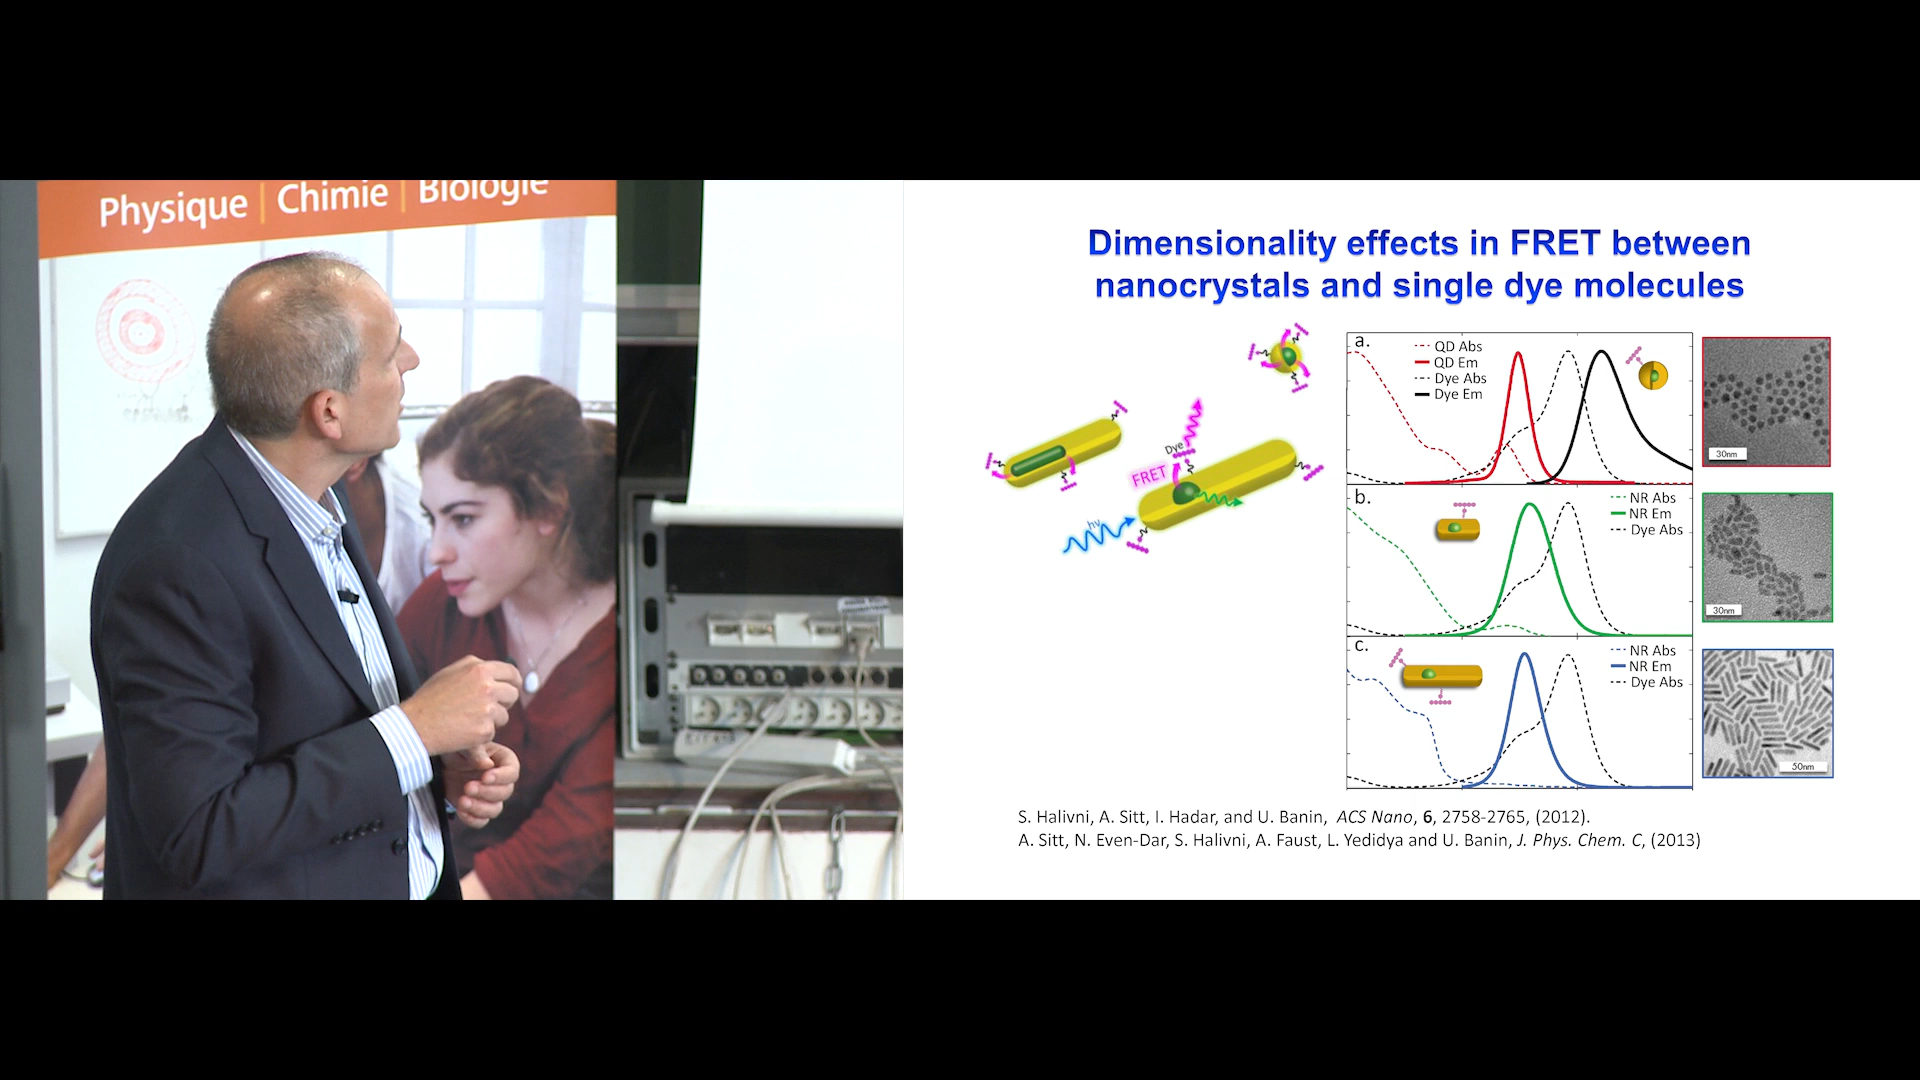 Physique | Chimie | Biologie
Dimensionality effects in FRET between
nanocrystals and single dye molecules
Dye
FRET
hν
a.
QD Abs
QD Em
Dye Abs
Dye Em
30nm
b.
NR Abs
NR Em
Dye Abs
30nm
c.
NR Abs
NR Em
Dye Abs
50nm
S. Halivni, A. Sitt, I. Hadar, and U. Banin, ACS Nano, 6, 2758-2765, (2012).
A. Sitt, N. Even-Dar, S. Halivni, A. Faust, L. Yedidya and U. Banin, J. Phys. Chem. C, (2013)